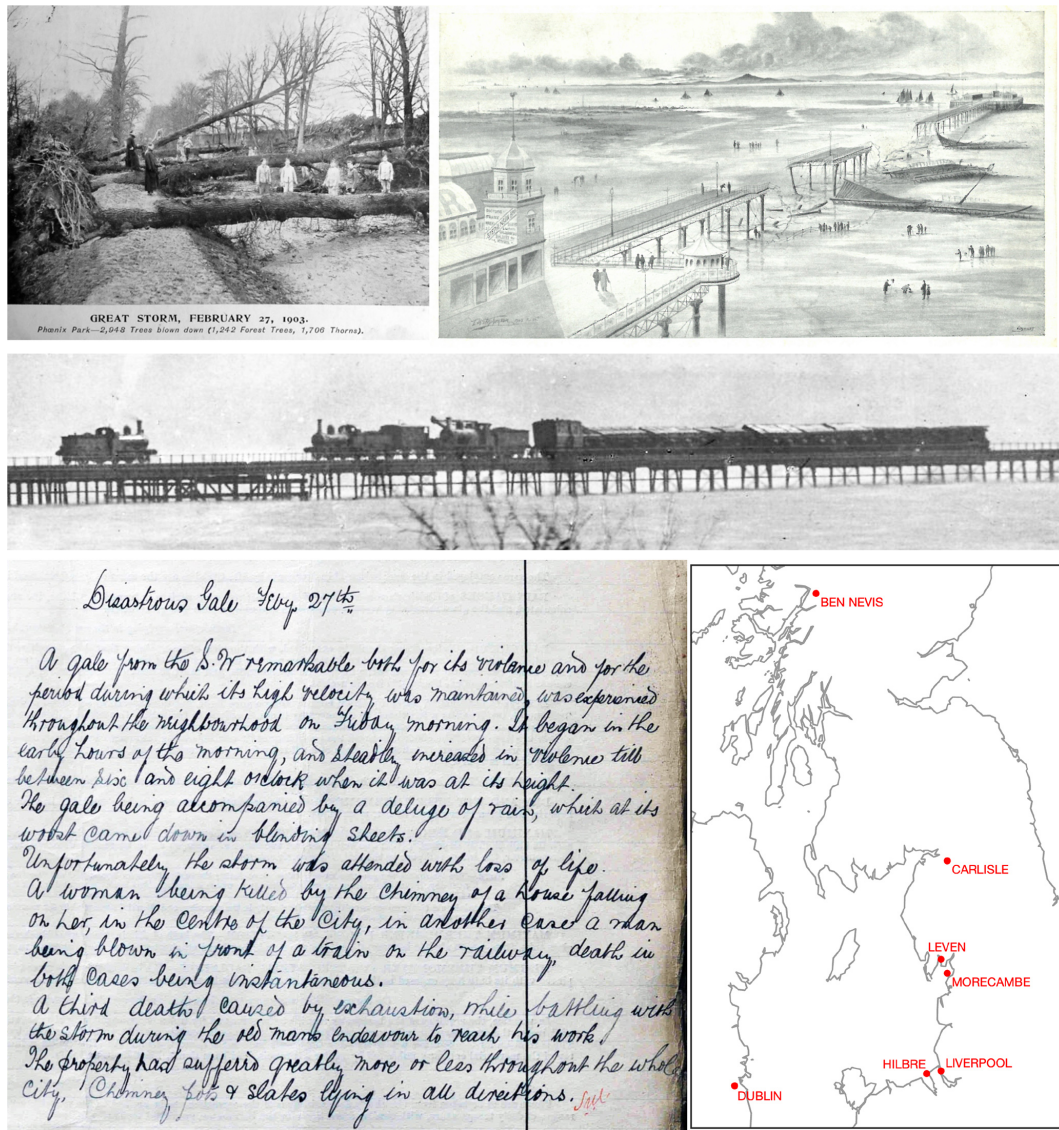 GREAT STORM, FEBRUARY 27, 1903.
Phœnix Park—2,948 Trees blown down (1,242 Forest Trees, 1,706 Thorns).
Disastrous Gale Feby. 27th
A gale from the S.W remarkable both for its violence and for the
period during which its high velocity was maintained, was experienced
throughout the neighbourhood on Friday morning. It began in the
early hours of the morning, and steadily increased in violence till
between six and eight o'clock when it was at its height.
The gale being accompanied by a deluge of rain, which at its
worst came down in blinding sheets.
Unfortunately the storm was attended with loss of life.
A woman being killed by the chimney of a house falling
on her, in the centre of the city, in another case a man
being blown in front of a train on the railway, death in
both cases being instantaneous.
A third death caused by exhaustion, while battling with
the storm during the old mans endeavour to reach his work.
The property has sufferd greatly more or less throughout the whole
city. Chimney pots & slates lying in all directions.
BEN NEVIS
CARLISLE
LEVEN
MORECAMBE
HILBRE
LIVERPOOL
DUBLIN